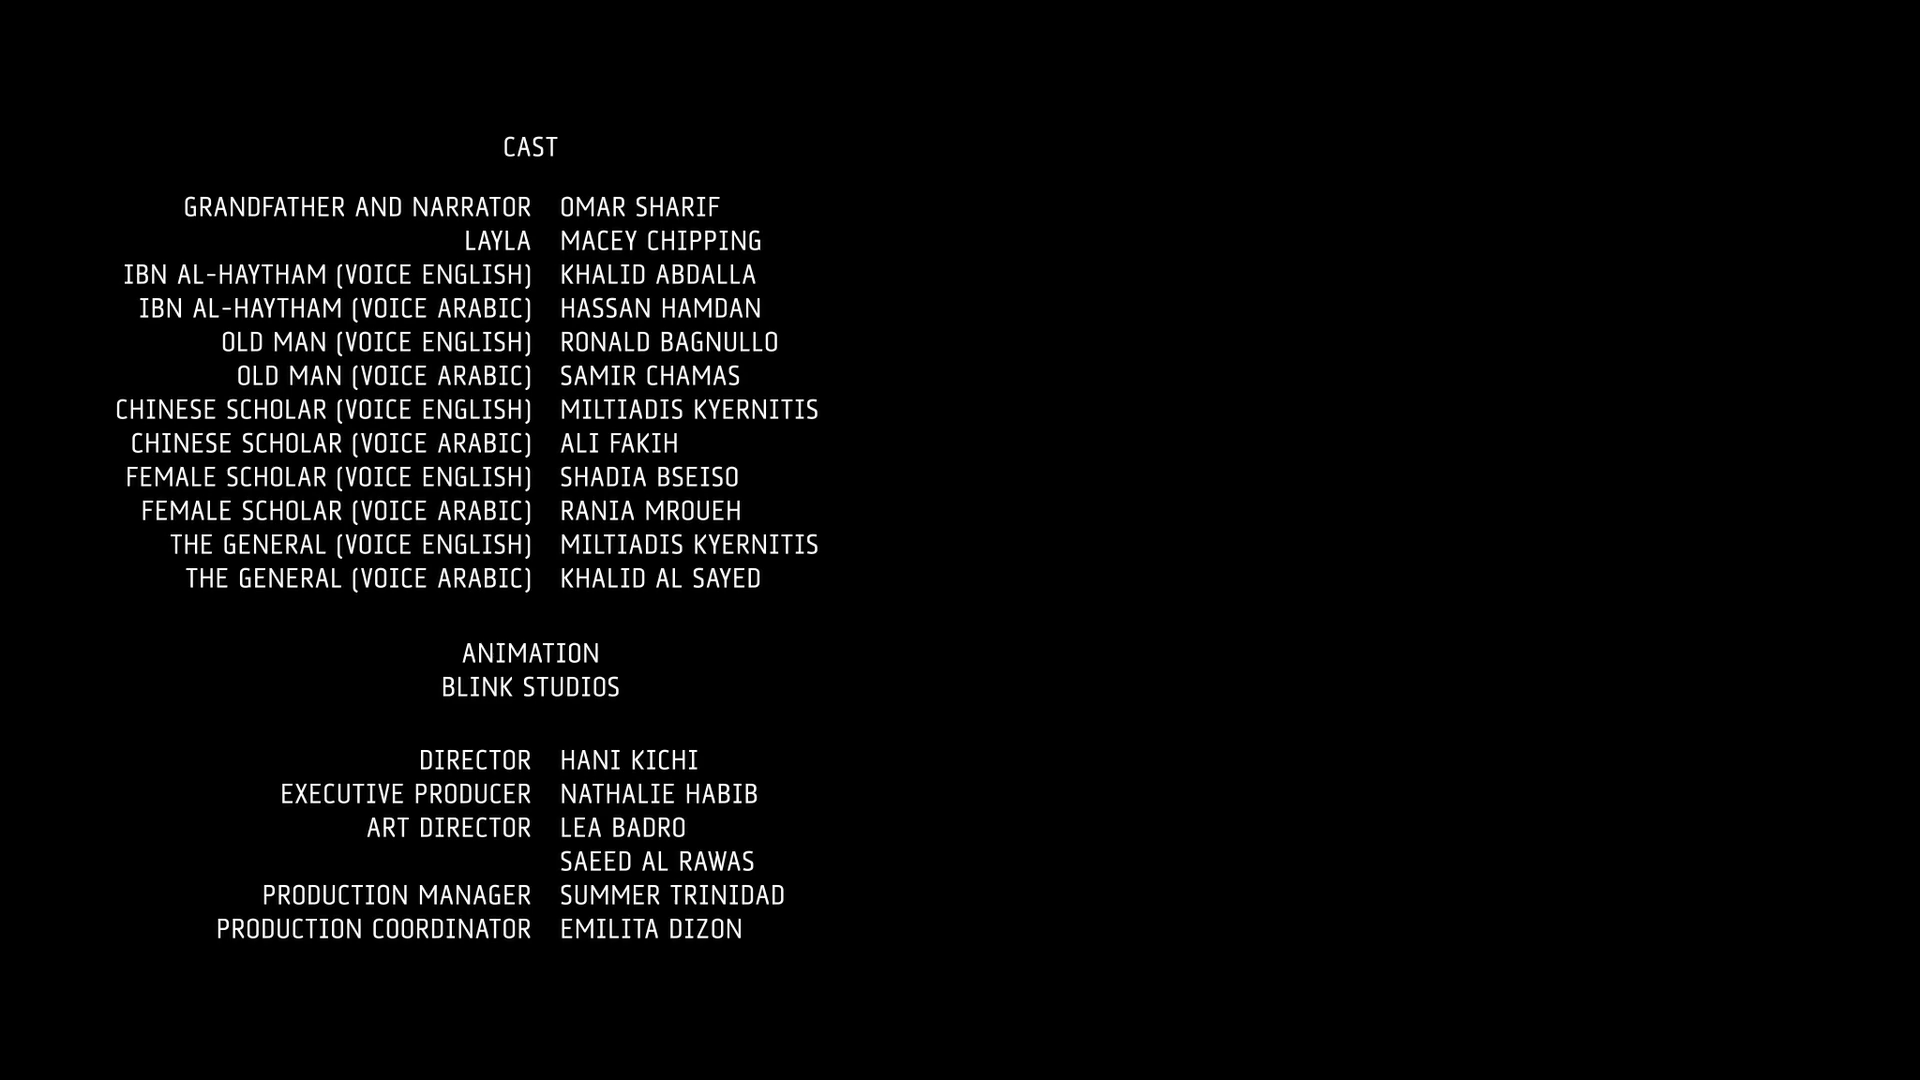 CAST
GRANDFATHER AND NARRATOR OMAR SHARIF
LAYLA MACEY CHIPPING
IBN AL-HAYTHAM (VOICE ENGLISH) KHALID ABDALLA
IBN AL-HAYTHAM (VOICE ARABIC) HASSAN HAMDAN
OLD MAN (VOICE ENGLISH) RONALD BAGNULLO
OLD MAN (VOICE ARABIC) SAMIR CHAMAS
CHINESE SCHOLAR (VOICE ENGLISH) MILTIADIS KYERNITIS
CHINESE SCHOLAR (VOICE ARABIC) ALI FAKIH
FEMALE SCHOLAR (VOICE ENGLISH) SHADIA BSEISO
FEMALE SCHOLAR (VOICE ARABIC) RANIA MROUEH
THE GENERAL (VOICE ENGLISH) MILTIADIS KYERNITIS
THE GENERAL (VOICE ARABIC) KHALID AL SAYED
ANIMATION
BLINK STUDIOS
DIRECTOR HANI KICHI
EXECUTIVE PRODUCER NATHALIE HABIB
ART DIRECTOR LEA BADRO
SAEED AL RAWAS
PRODUCTION MANAGER SUMMER TRINIDAD
PRODUCTION COORDINATOR EMILITA DIZON